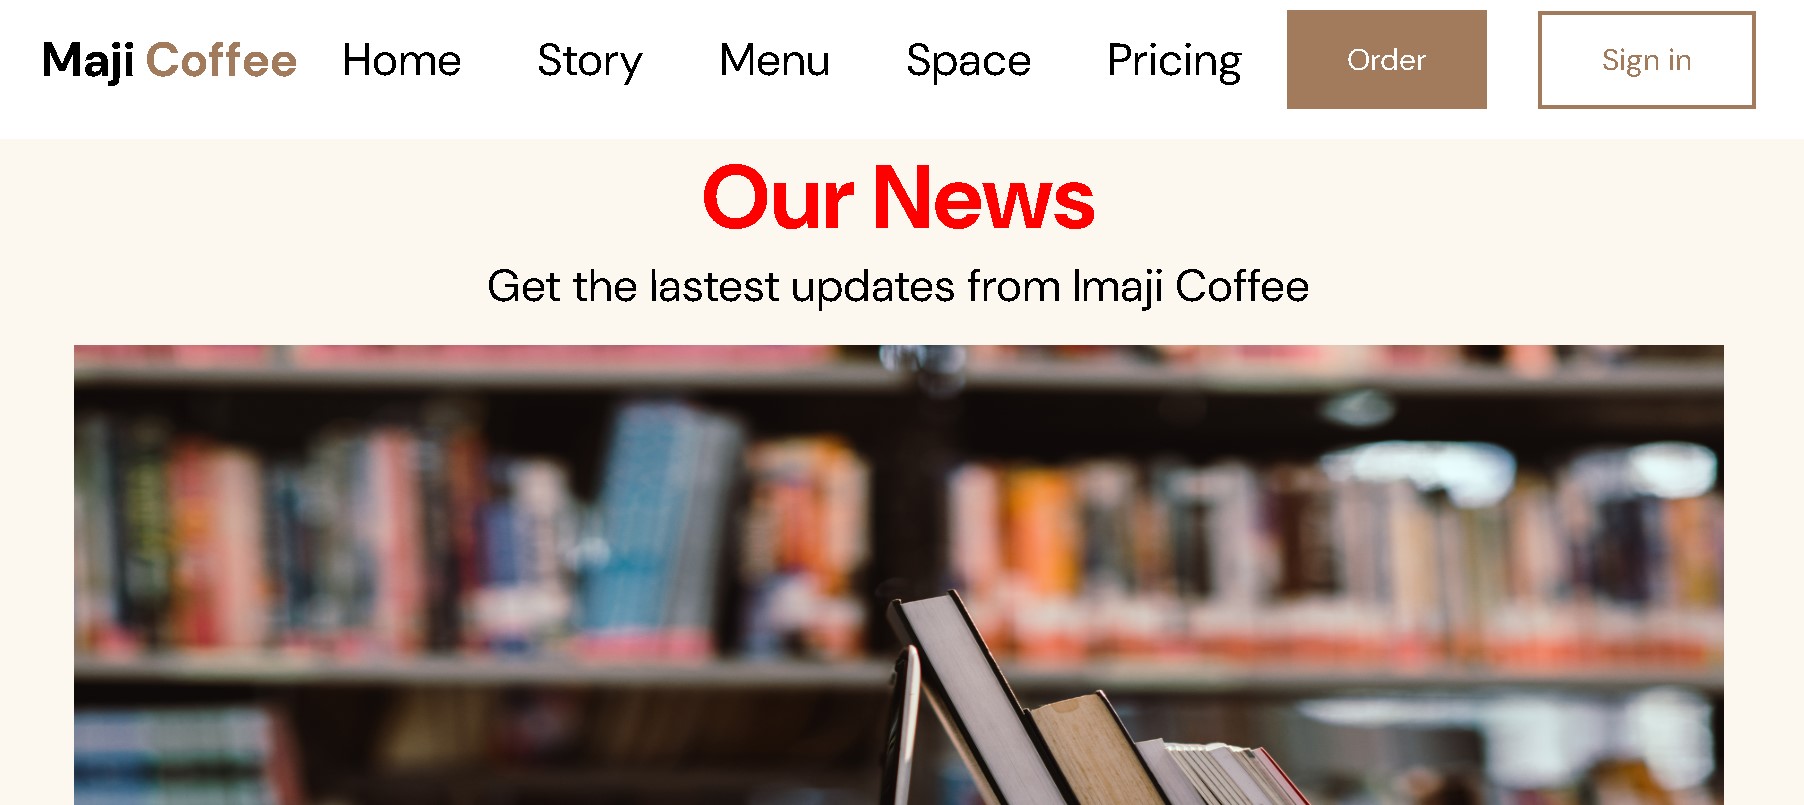 Maji Coffee Home Story Menu Space Pricing Order Sign in
Our News
Get the lastest updates from Imaji Coffee